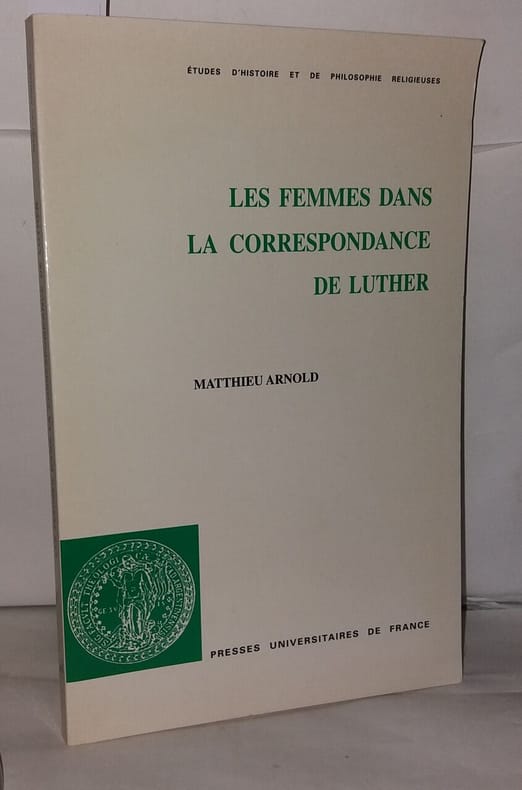 ÉTUDES D'HISTOIRE ET DE PHILOSOPHIE RELIGIEUSES
LES FEMMES DANS
LA CORRESPONDANCE
DE LUTHER
MATTHIEU ARNOLD
PRESSES UNIVERSITAIRES DE FRANCE